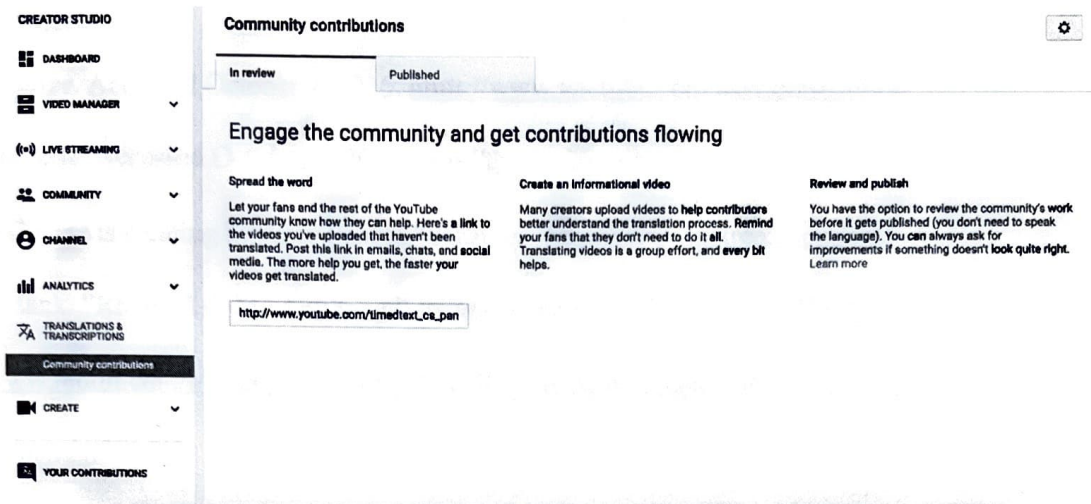 CREATOR STUDIO
DASHBOARD
VIDEO MANAGER
LIVE STREAMING
COMMUNITY
CHANNEL
ANALYTICS
TRANSLATIONS &
TRANSCRIPTIONS
Community contributions
CREATE
YOUR CONTRIBUTIONS
Community contributions
In review
Published
Engage the community and get contributions flowing
Spread the word
Let your fans and the rest of the YouTube
community know how they can help. Here's a link to
the videos you've uploaded that haven't been
translated. Post this link in emails, chats, and social
media. The more help you get, the faster your
videos get translated.
http://www.youtube.com/timedtext_cs_pan
Create an informational video
Many creators upload videos to help contributors
better understand the translation process. Remind
your fans that they don't need to do it all.
Translating videos is a group effort, and every bit
helps.
Review and publish
You have the option to review the community's work
before it gets published (you don't need to speak
the language). You can always ask for
improvements if something doesn't look quite right.
Learn more